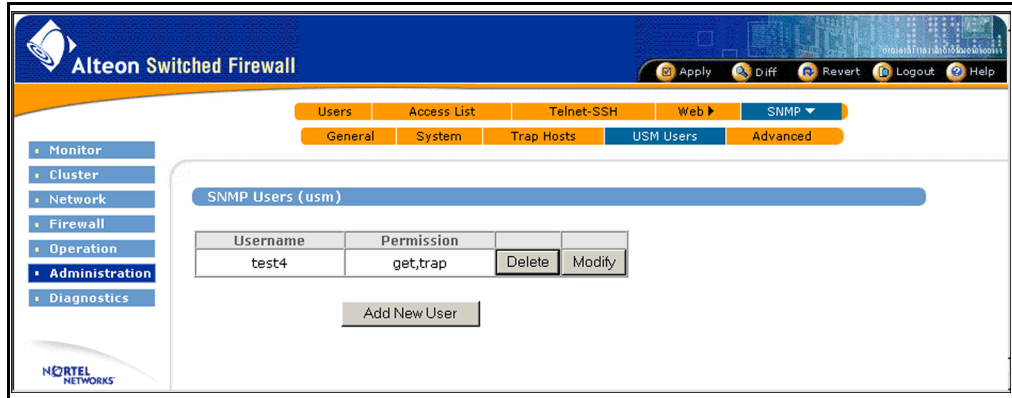 Alteon Switched Firewall
Apply Diff Revert Logout Help
Users Access List Telnet-SSH Web SNMP
General System Trap Hosts USM Users Advanced
Monitor
Cluster
Network
Firewall
Operation
Administration
Diagnostics
SNMP Users (usm)
Username Permission
test4 get,trap Delete Modify
Add New User
NORTEL
NETWORKS